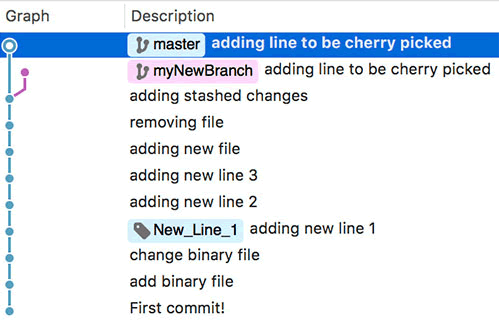 Graph Description
master adding line to be cherry picked
myNewBranch adding line to be cherry picked
adding stashed changes
removing file
adding new file
adding new line 3
adding new line 2
New_Line_1 adding new line 1
change binary file
add binary file
First commit!